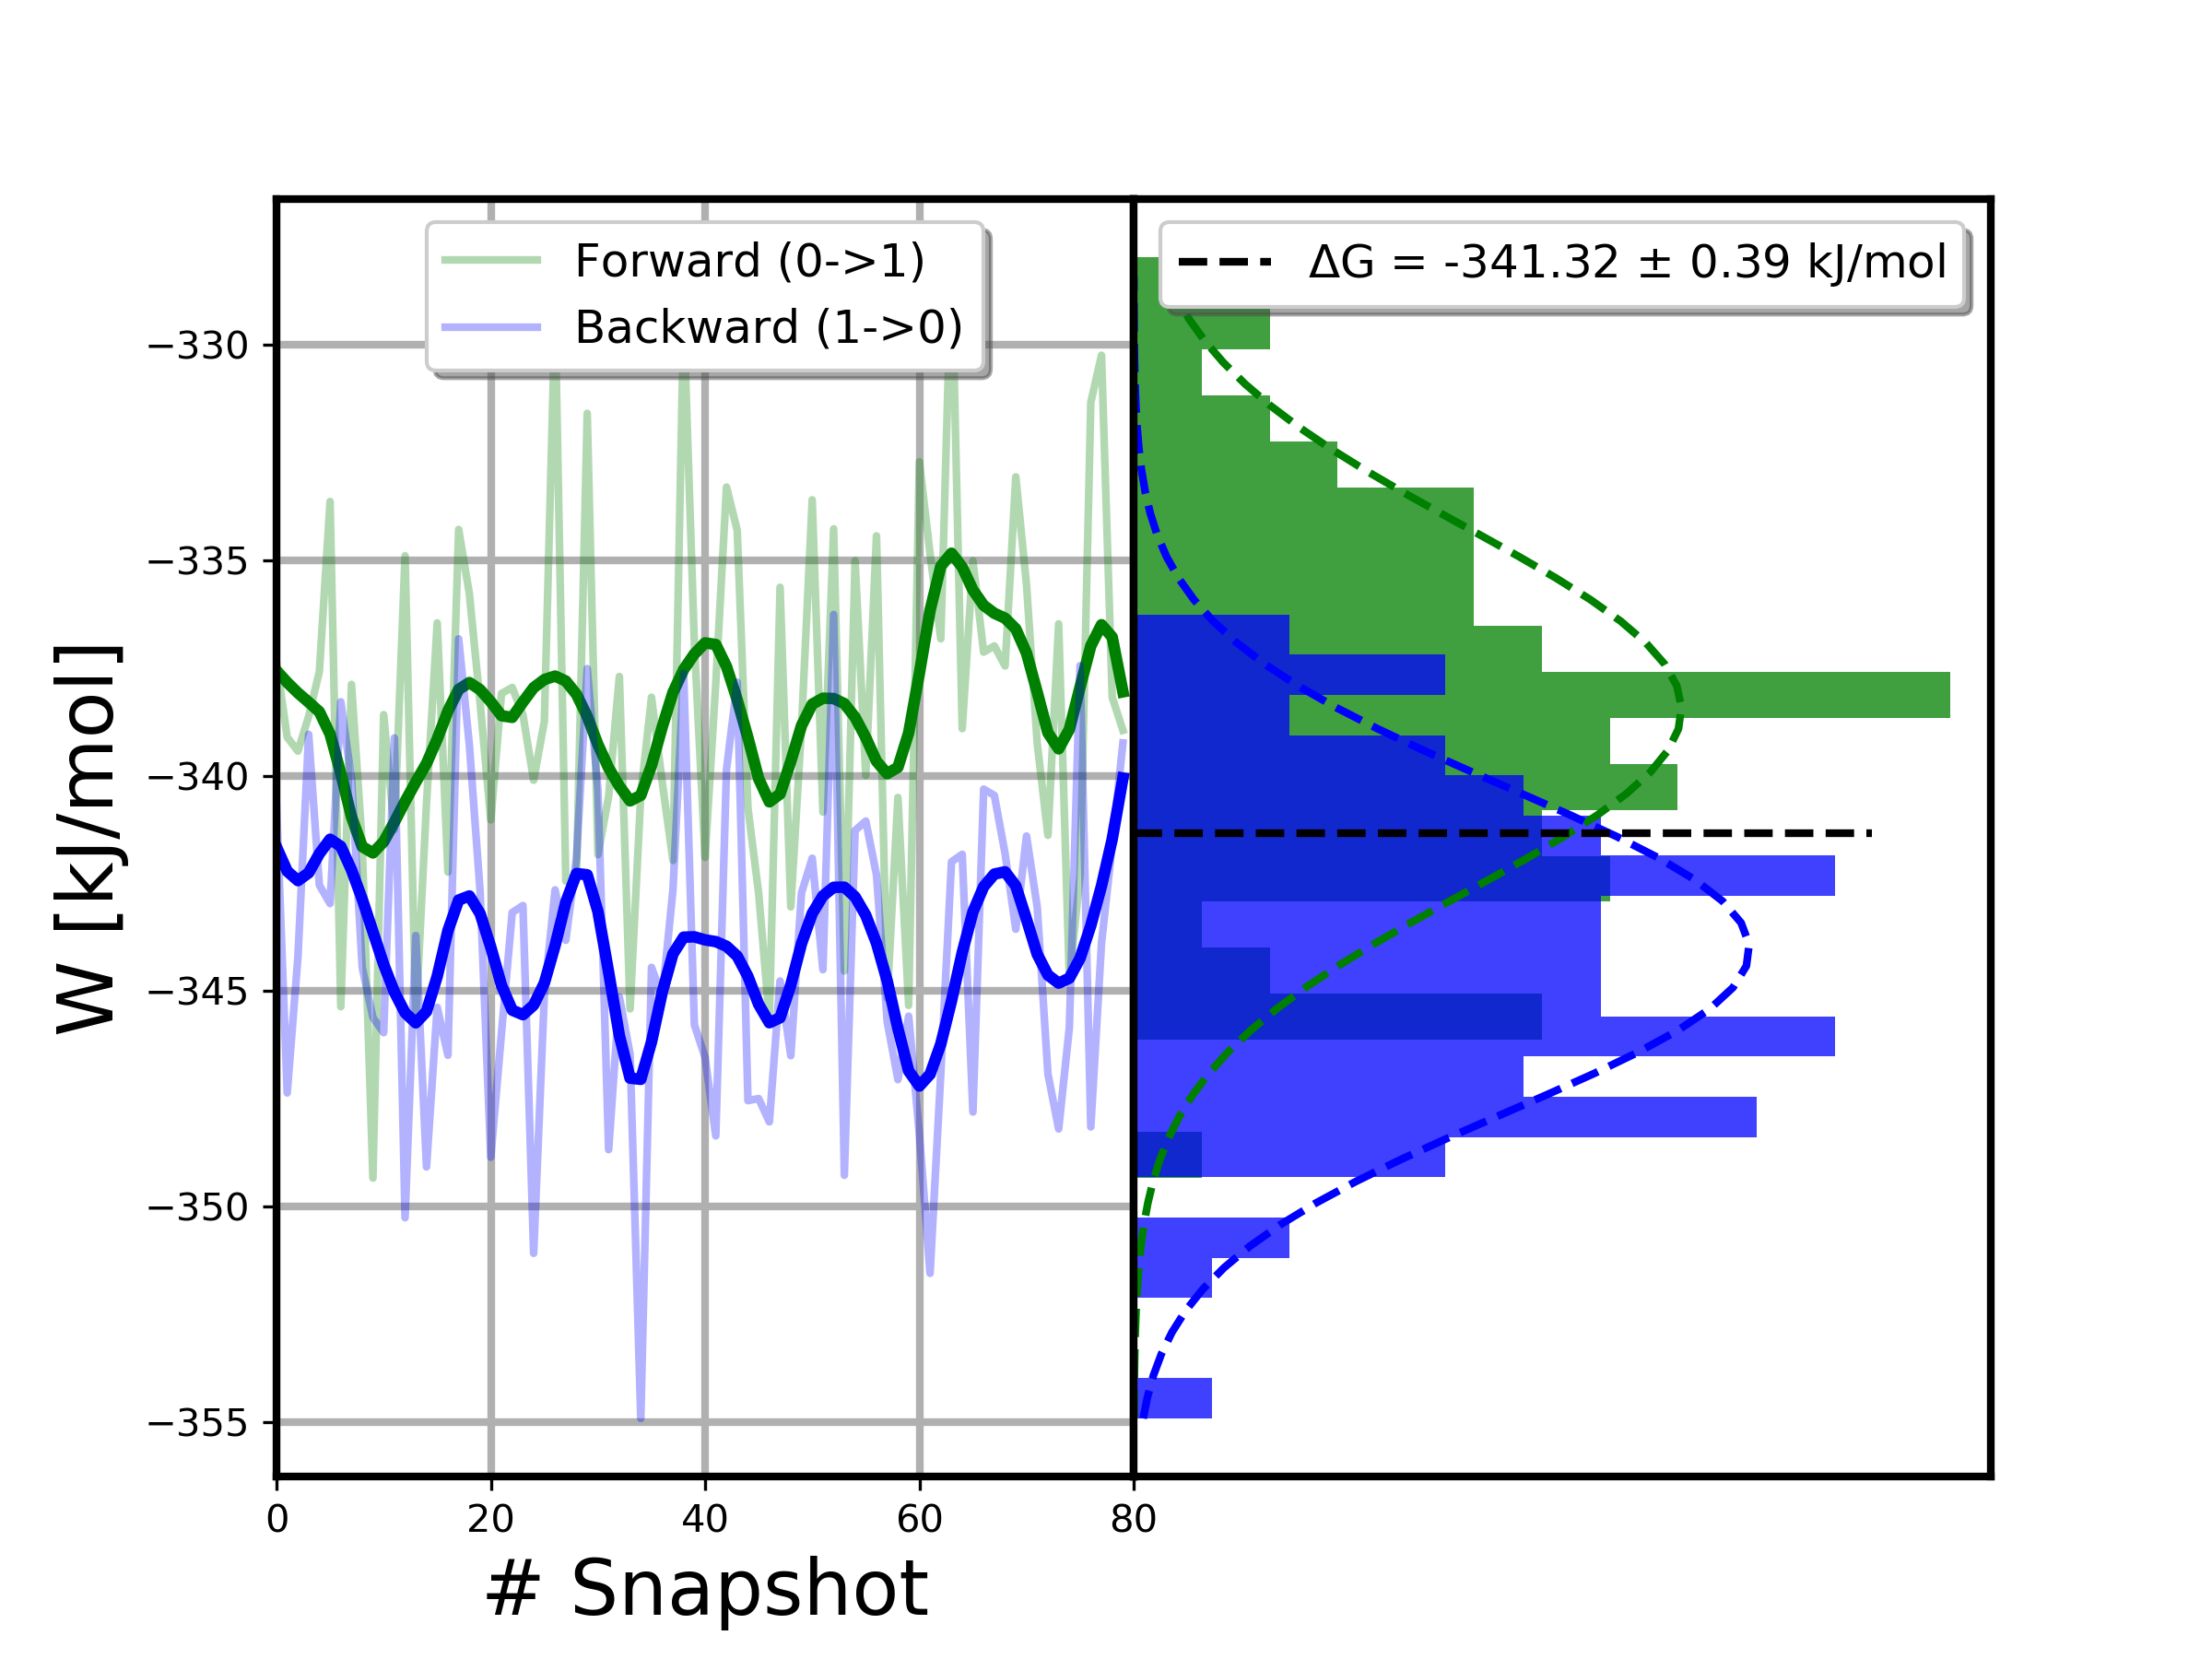 Forward (0->1)
Backward (1->0)
ΔG = -341.32 ± 0.39 kJ/mol
W [kJ/mol]
−330
−335
−340
−345
−350
−355
0 20 40 60 80
# Snapshot